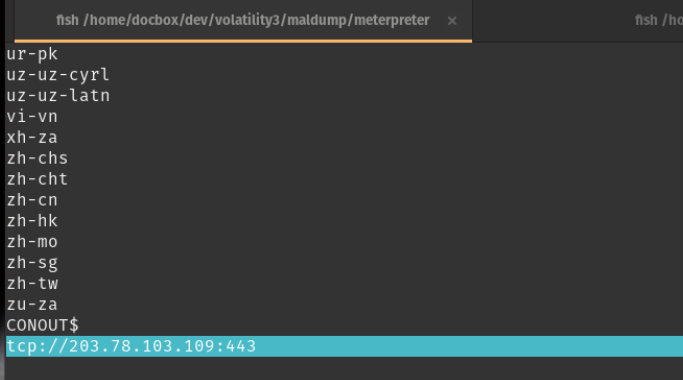 fish /home/docbox/dev/volatility3/maldump/meterpreter ×
fish /ho
ur-pk
uz-uz-cyrl
uz-uz-latn
vi-vn
xh-za
zh-chs
zh-cht
zh-cn
zh-hk
zh-mo
zh-sg
zh-tw
zu-za
CONOUT$
tcp://203.78.103.109:443